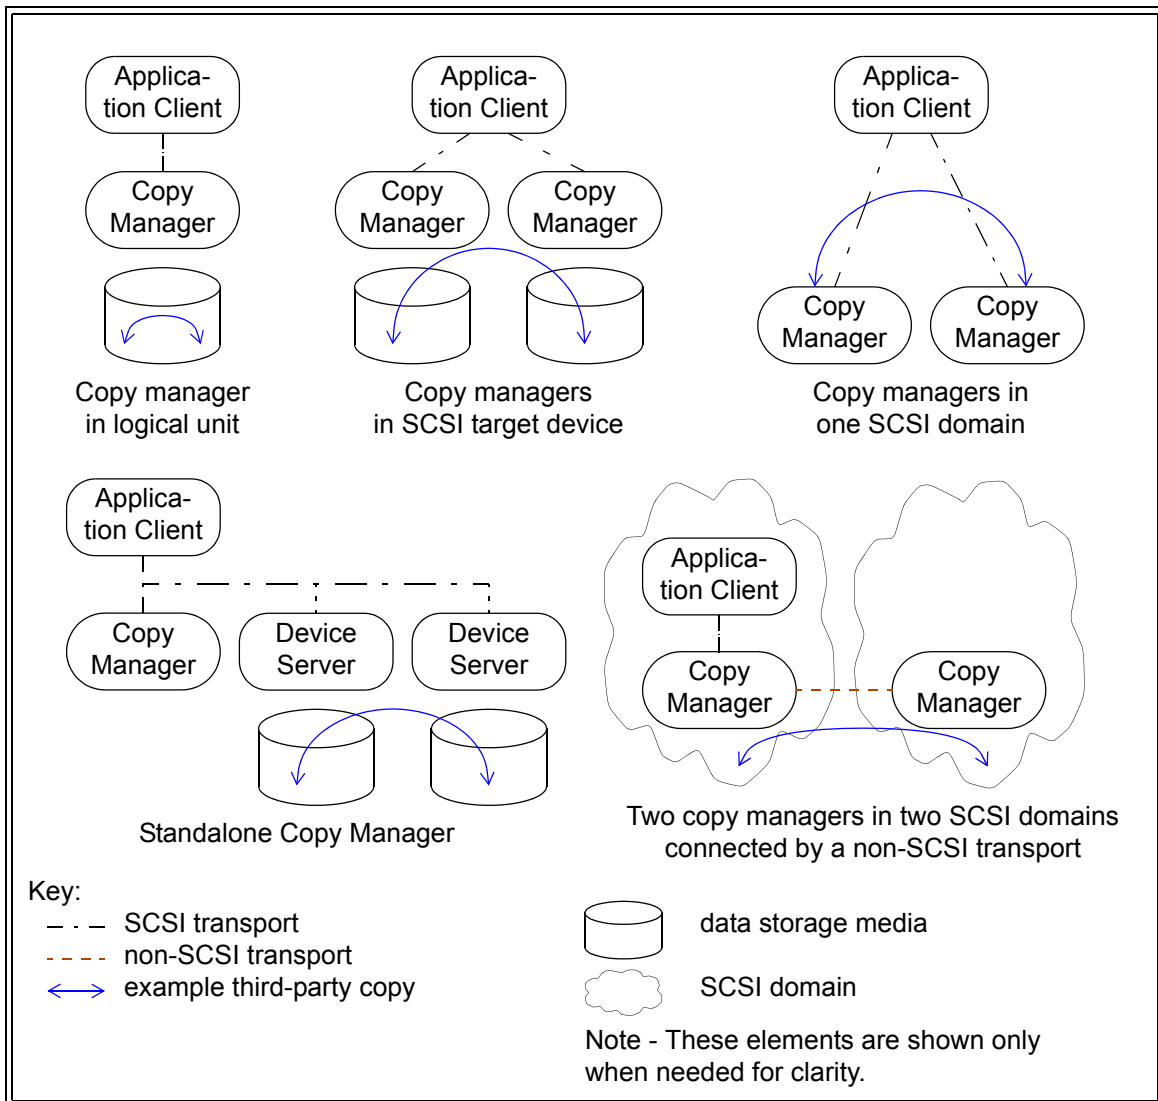 Applica-
tion Client
Copy
Manager
Copy manager
in logical unit
Applica-
tion Client
Copy
Manager
Copy
Manager
Copy managers
in SCSI target device
Applica-
tion Client
Copy
Manager
Copy
Manager
Copy managers in
one SCSI domain
Applica-
tion Client
Copy
Manager
Device
Server
Device
Server
Standalone Copy Manager
Applica-
tion Client
Copy
Manager
Copy
Manager
Two copy managers in two SCSI domains
connected by a non-SCSI transport
Key:
SCSI transport
non-SCSI transport
example third-party copy
data storage media
SCSI domain
Note - These elements are shown only
when needed for clarity.